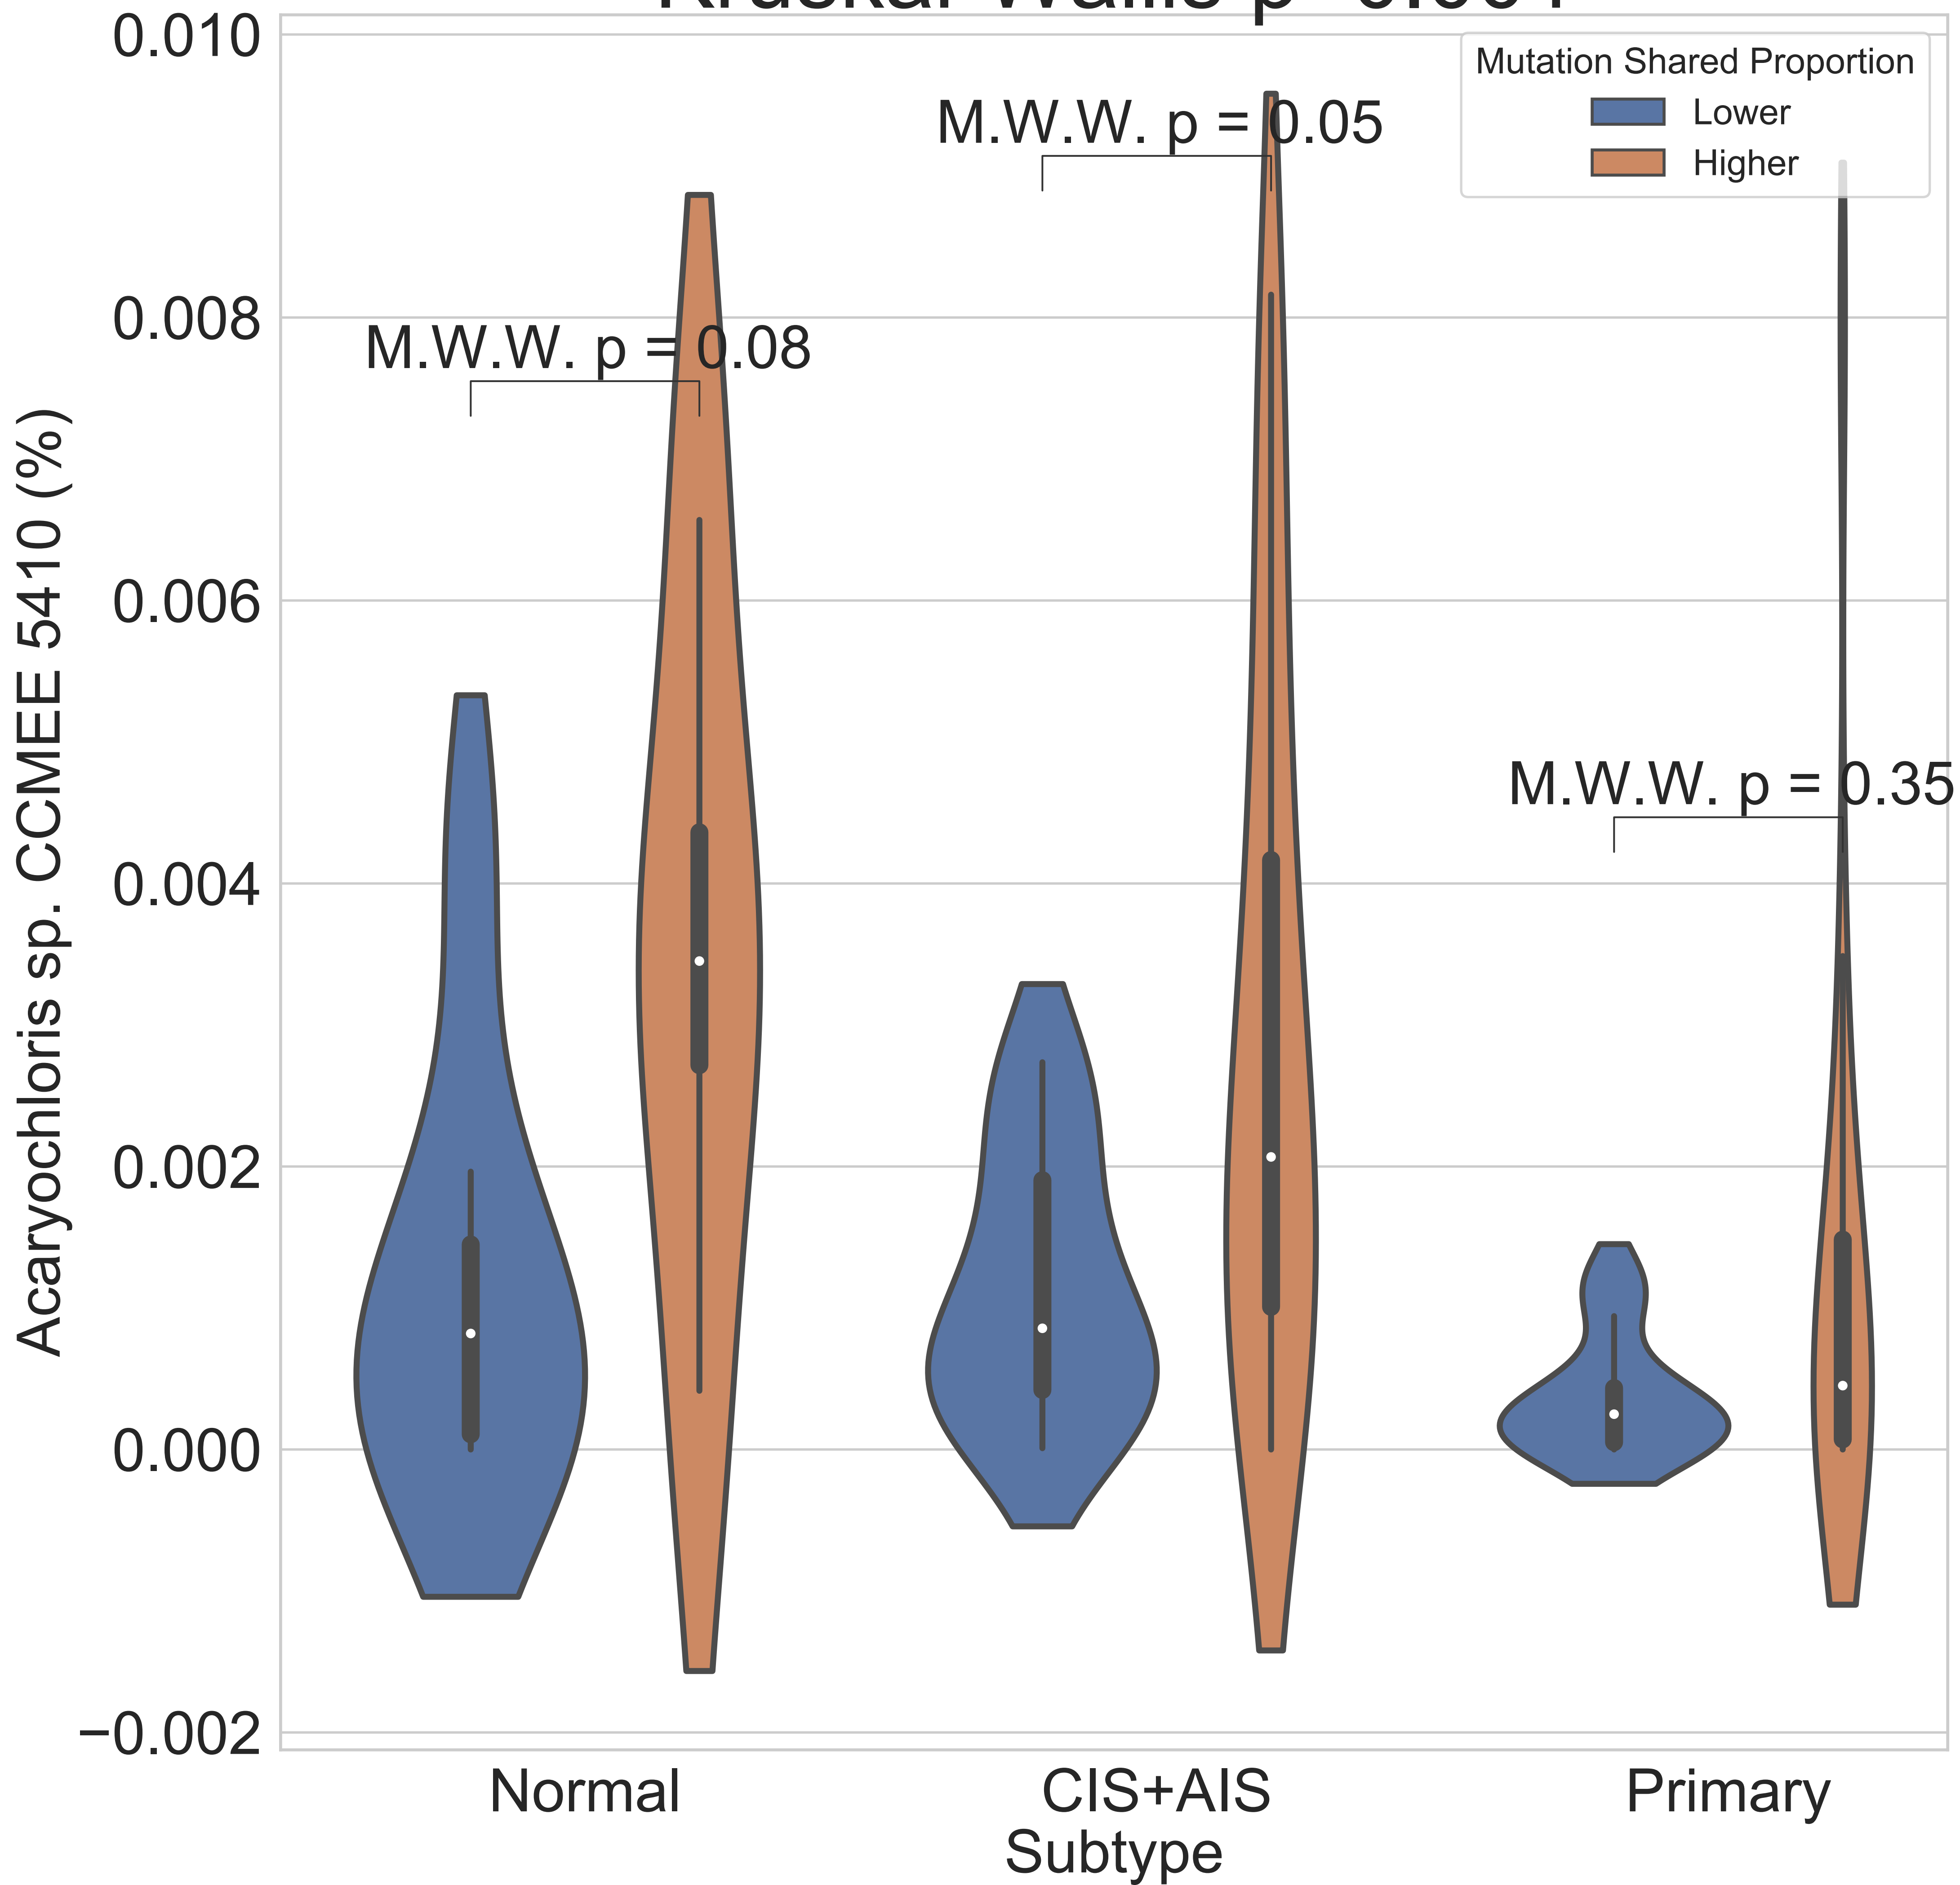 0.010
0.008
0.006
0.004
0.002
0.000
−0.002
Acaryochloris sp. CCMEE 5410 (%)
Mutation Shared Proportion
Lower
Higher
M.W.W. p = 0.05
M.W.W. p = 0.08
M.W.W. p = 0.35
Normal
CIS+AIS
Primary
Subtype